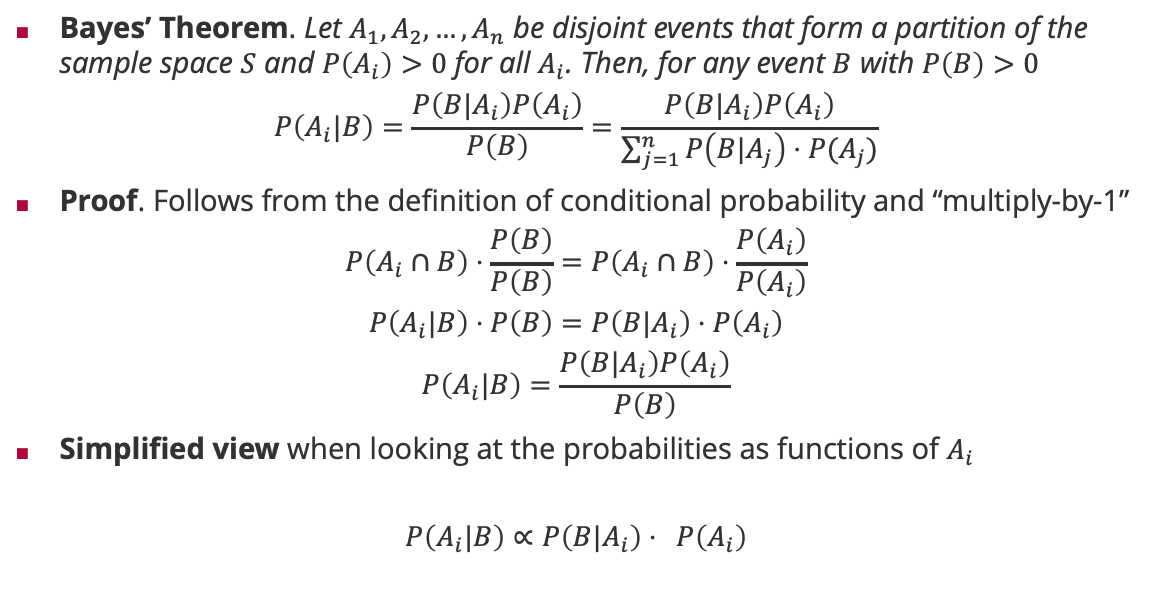 ▪ Bayes’ Theorem. Let A₁, A₂, …, Aₙ be disjoint events that form a partition of the
sample space S and P(Aᵢ) > 0 for all Aᵢ. Then, for any event B with P(B) > 0
P(Aᵢ|B) = P(B|Aᵢ)P(Aᵢ) / P(B) = P(B|Aᵢ)P(Aᵢ) / ∑ⁿⱼ₌₁ P(B|Aⱼ) · P(Aⱼ)
▪ Proof. Follows from the definition of conditional probability and “multiply-by-1”
P(Aᵢ ∩ B) · P(B) / P(B) = P(Aᵢ ∩ B) · P(Aᵢ) / P(Aᵢ)
P(Aᵢ|B) · P(B) = P(B|Aᵢ) · P(Aᵢ)
P(Aᵢ|B) = P(B|Aᵢ)P(Aᵢ) / P(B)
▪ Simplified view when looking at the probabilities as functions of Aᵢ
P(Aᵢ|B) ∝ P(B|Aᵢ) · P(Aᵢ)